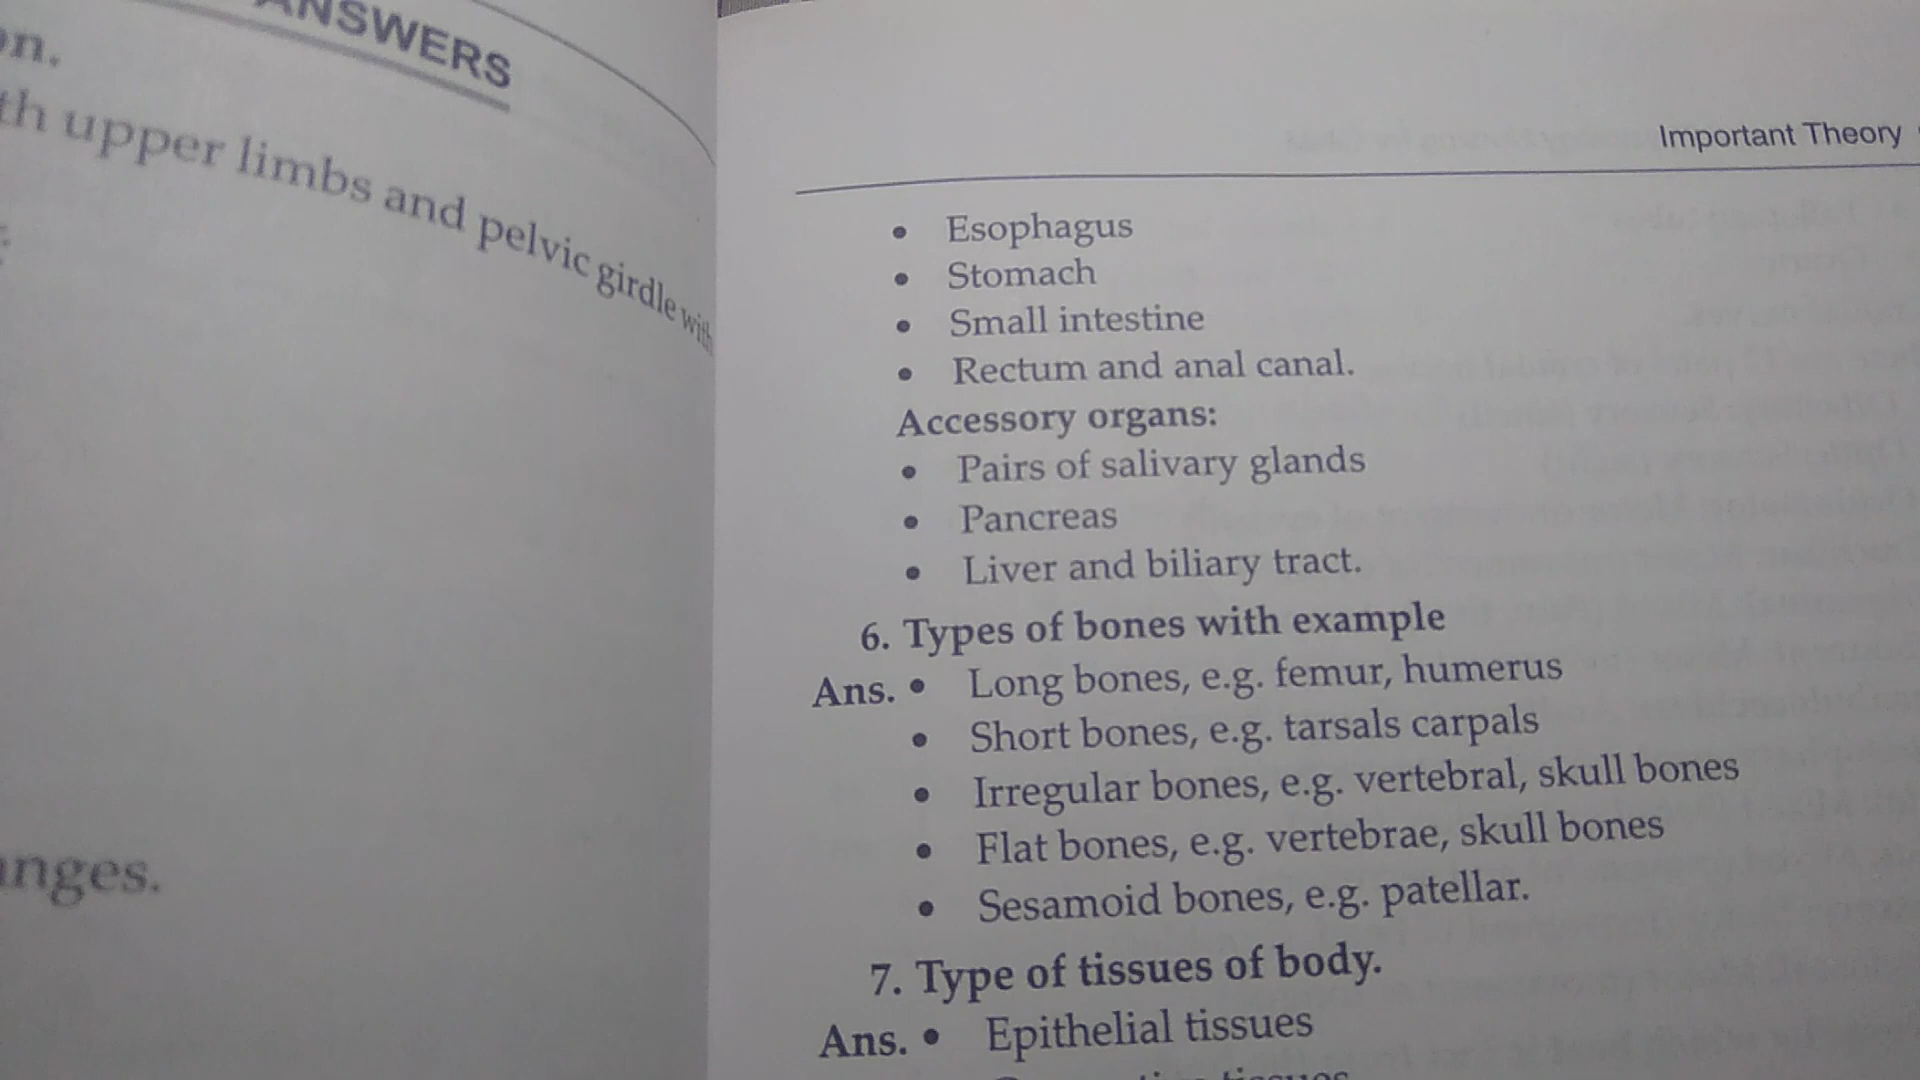 ANSWERS
on.
th upper limbs and pelvic girdle with
anges.
Important Theory
• Esophagus
• Stomach
• Small intestine
• Rectum and anal canal.
Accessory organs:
• Pairs of salivary glands
• Pancreas
• Liver and biliary tract.
6. Types of bones with example
Ans. • Long bones, e.g. femur, humerus
• Short bones, e.g. tarsals carpals
• Irregular bones, e.g. vertebral, skull bones
• Flat bones, e.g. vertebrae, skull bones
• Sesamoid bones, e.g. patellar.
7. Type of tissues of body.
Ans. • Epithelial tissues